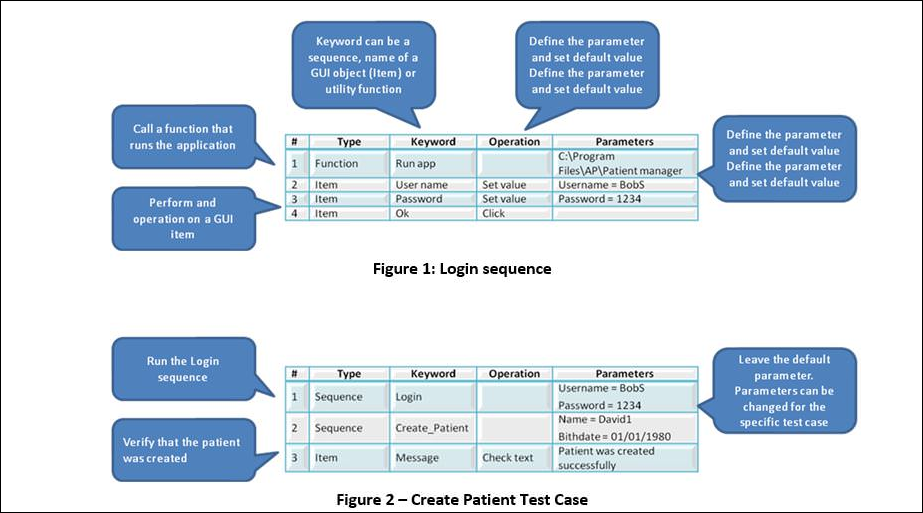 Keyword can be a
sequence, name of a
GUI object (Item) or
utility function
Define the parameter
and set default value
Define the parameter
and set default value
Call a function that
runs the application
Perform and
operation on a GUI
item
# Type Keyword Operation Parameters
1 Function Run app C:\Program
Files\AP\Patient manager
2 Item User name Set value Username = BobS
3 Item Password Set value Password = 1234
4 Item Ok Click
Define the parameter
and set default value
Define the parameter
and set default value
Figure 1: Login sequence
Run the Login
sequence
Verify that the patient
was created
# Type Keyword Operation Parameters
1 Sequence Login Username = BobS
Password = 1234
2 Sequence Create_Patient Name = David1
Bithdate = 01/01/1980
3 Item Message Check text Patient was created
successfully
Leave the default
parameter.
Parameters can be
changed for the
specific test case
Figure 2 – Create Patient Test Case